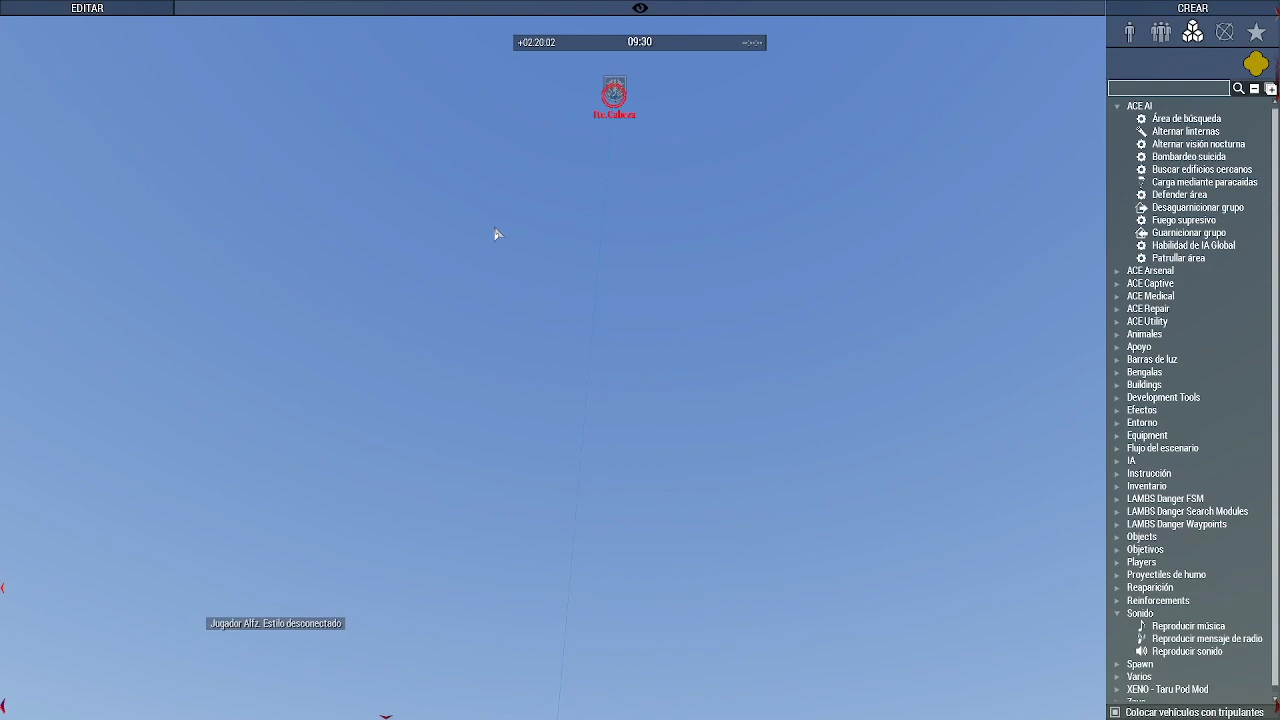 EDITAR
CREAR
+02:20:02
09:30
Ttc.Cabeza
ACE AI
Área de búsqueda
Alternar linternas
Alternar visión nocturna
Bombardeo suicida
Buscar edificios cercanos
Carga mediante paracaidas
Defender área
Desaguarnicionar grupo
Fuego supresivo
Guarnicionar grupo
Habilidad de IA Global
Patrullar área
ACE Arsenal
ACE Captive
ACE Medical
ACE Repair
ACE Utility
Animales
Apoyo
Barras de luz
Bengalas
Buildings
Development Tools
Efectos
Entorno
Equipment
Flujo del escenario
IA
Instrucción
Inventario
LAMBS Danger FSM
LAMBS Danger Search Modules
LAMBS Danger Waypoints
Objects
Objetivos
Players
Proyectiles de humo
Reparación
Reinforcements
Sonido
Jugador Alfz. Estilo desconectado
Reproducir música
Reproducir mensaje de radio
Reproducir sonido
Spawn
Varios
XENO - Taru Pod Mod
Colocar vehículos con tripulantes